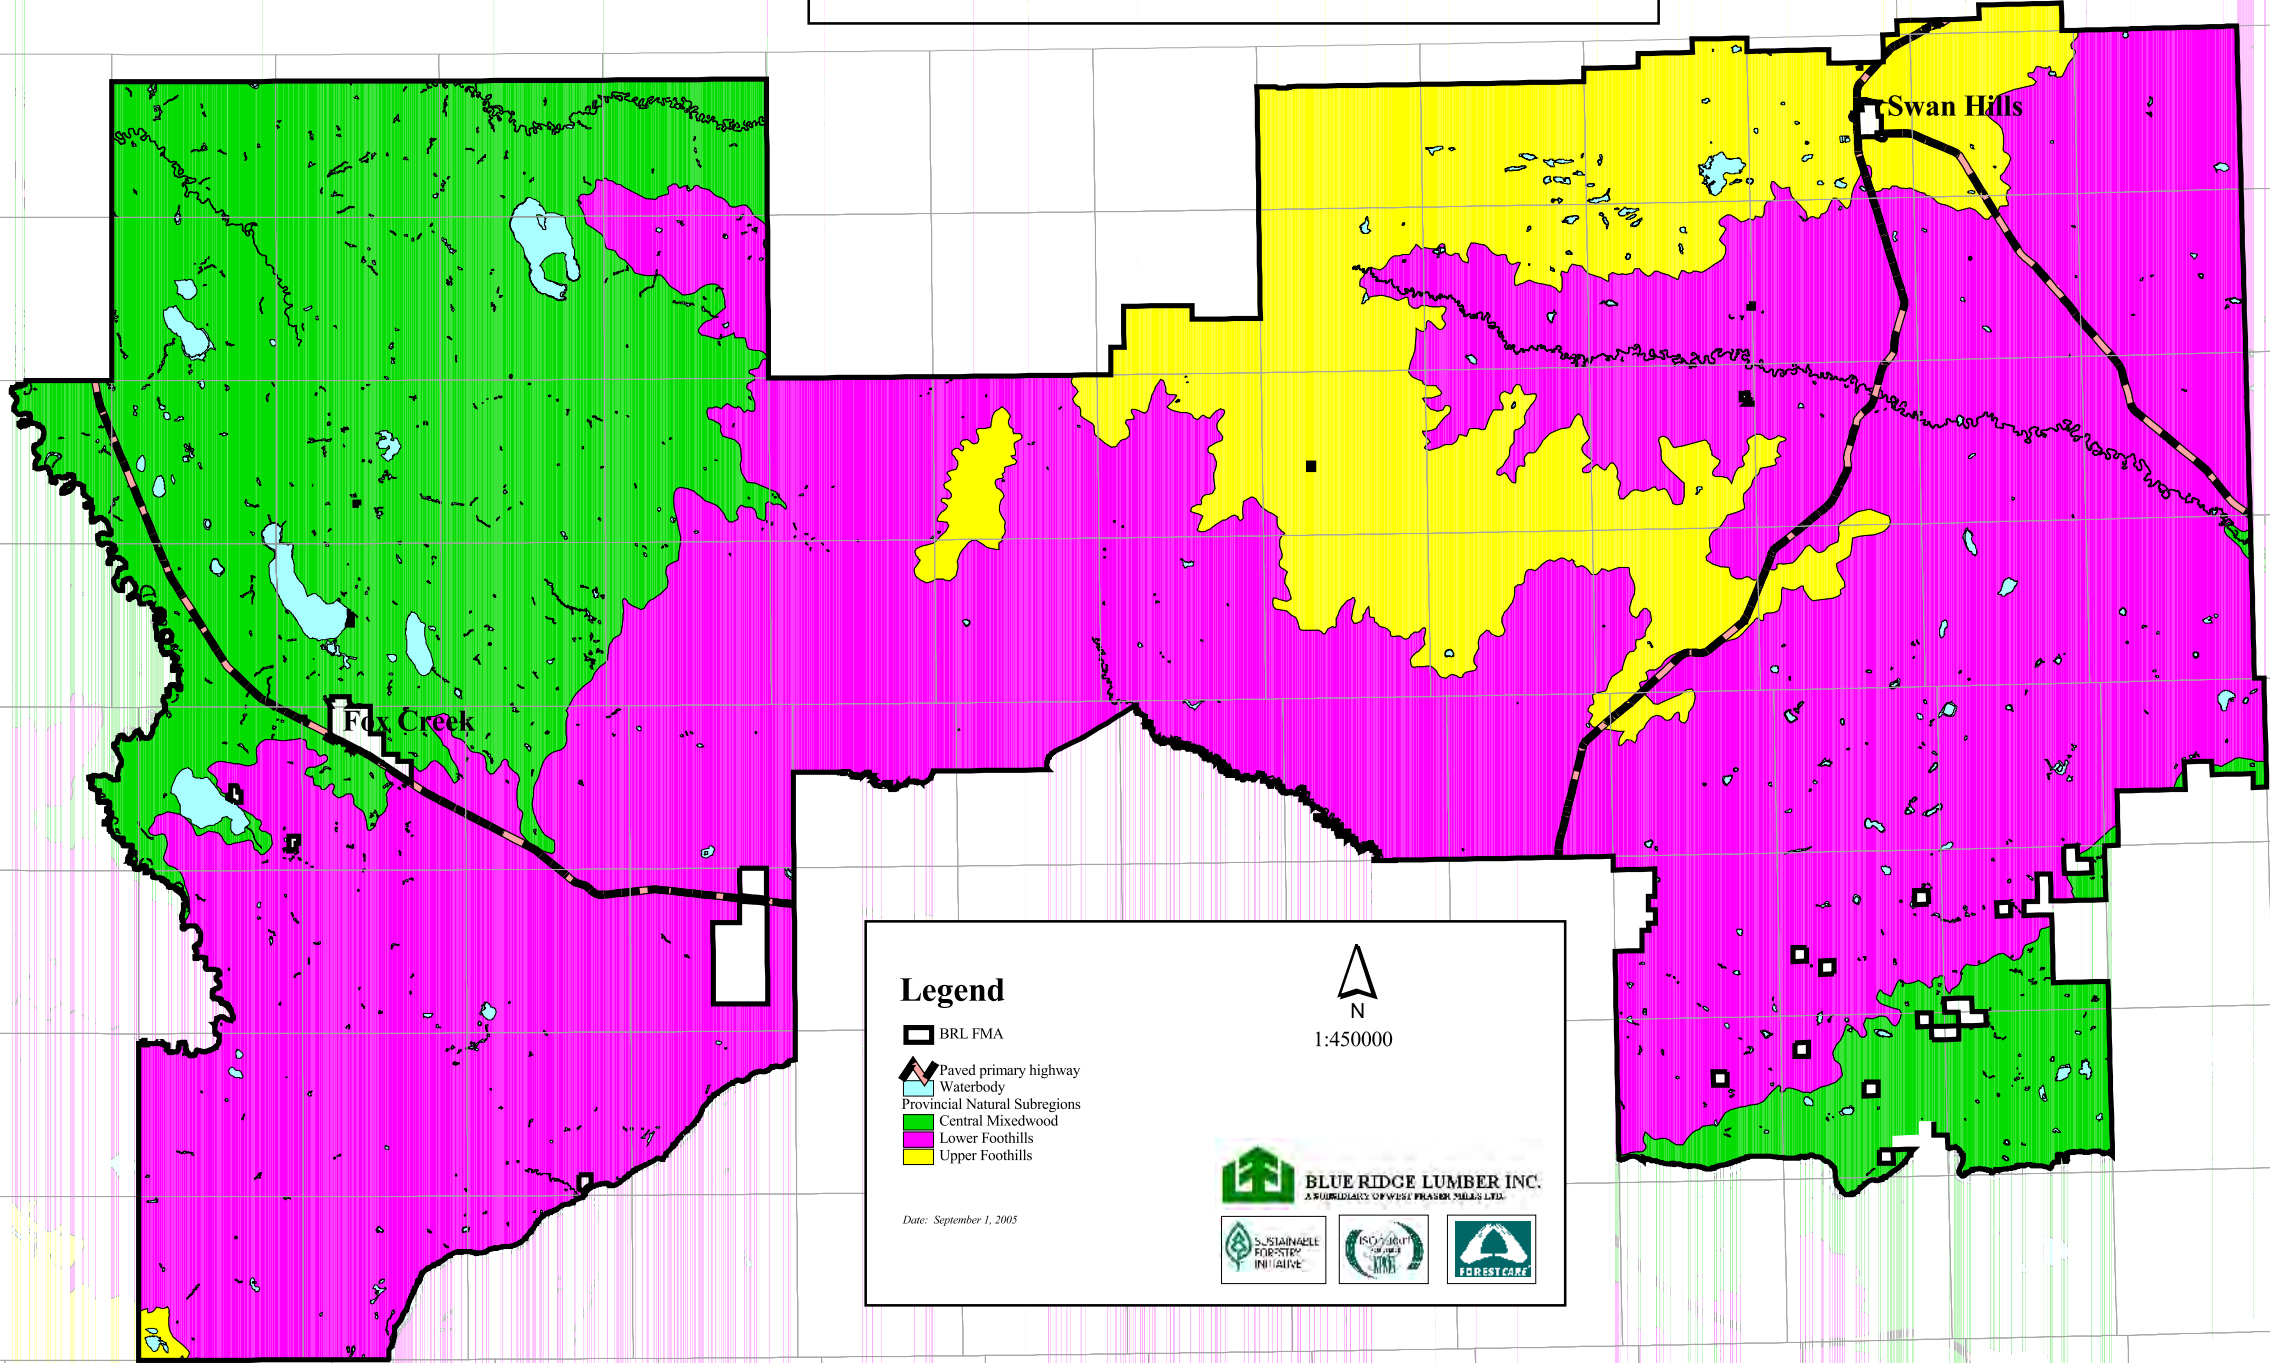 Swan Hills
Fox Creek
Legend
BRL FMA
Paved primary highway
Waterbody
Provincial Natural Subregions
Central Mixedwood
Lower Foothills
Upper Foothills
Date: September 1, 2005
N
1:450000
BLUE RIDGE LUMBER INC.
A SUBSIDIARY OF WEST FRASER MILLS LTD.
SUSTAINABLE
FORESTRY
INITIATIVE
ISO
FORESTCARE